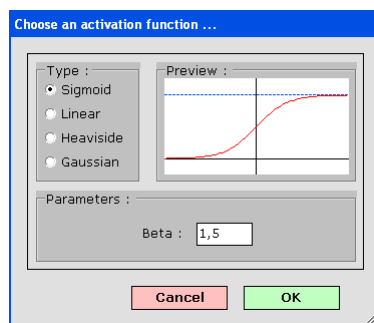 Choose an activation function ...
Type :
Sigmoid
Linear
Heaviside
Gaussian
Preview :
Parameters :
Beta : 1,5
Cancel
OK